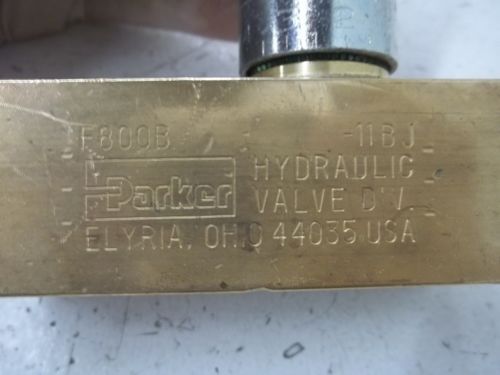 F800B -11BJ
Parker HYDRAULIC
VALVE DIV.
ELYRIA, OHIO 44035 USA